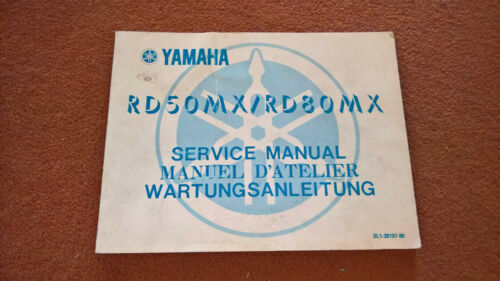 YAMAHA
RD50MX/RD80MX
SERVICE MANUAL
MANUEL D'ATELIER
WARTUNGSANLEITUNG
5L1-28197-80